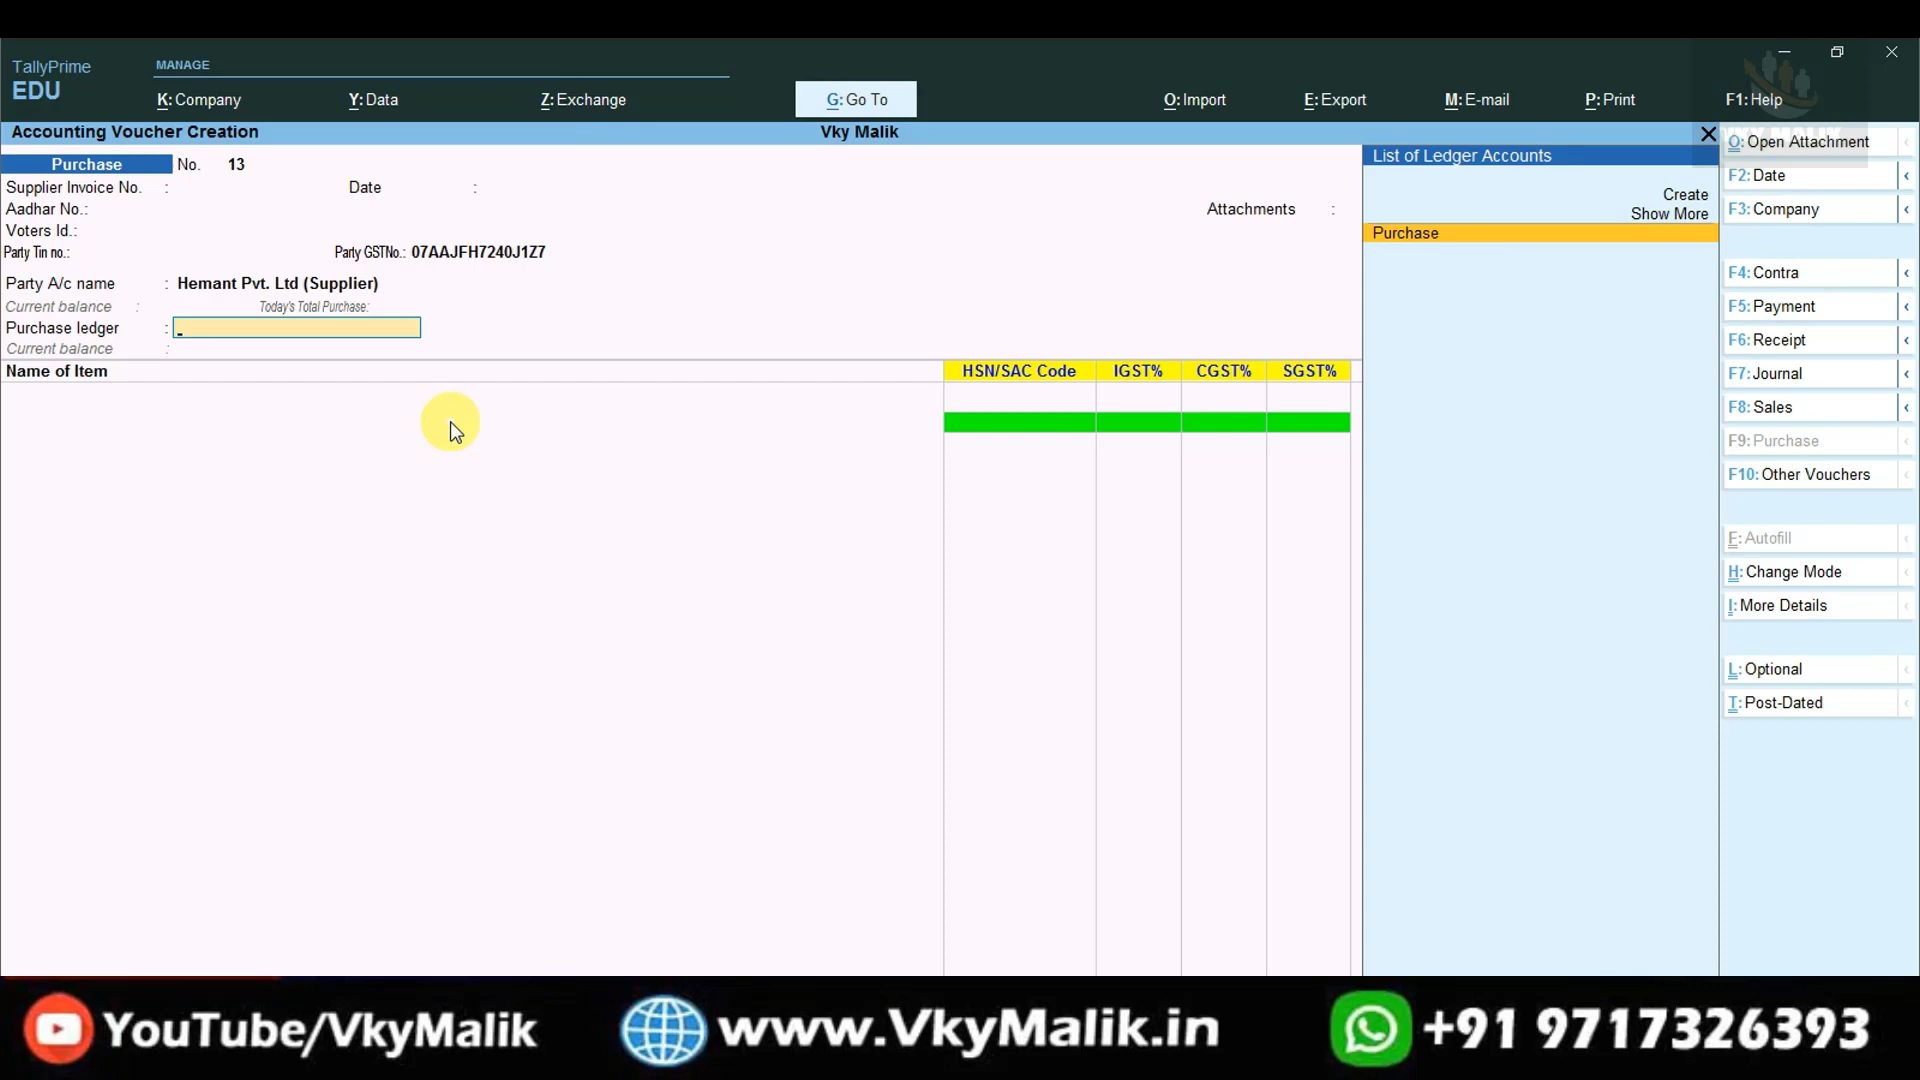 TallyPrime
EDU
MANAGE
K: Company
Y: Data
Z: Exchange
G: Go To
O: Import
E: Export
M: E-mail
P: Print
F1: Help
Accounting Voucher Creation
Vky Malik
Purchase No. 13
Supplier Invoice No. : Date :
Aadhar No.: Attachments :
Voters Id.:
Party Tin no.: Party GSTNo.: 07AAJFH7240J1Z7
Party A/c name : Hemant Pvt. Ltd (Supplier)
Current balance : Today's Total Purchase:
Purchase ledger :
Current balance :
Name of Item HSN/SAC Code IGST% CGST% SGST%
List of Ledger Accounts
Create
Show More
Purchase
O: Open Attachment
F2: Date
F3: Company
F4: Contra
F5: Payment
F6: Receipt
F7: Journal
F8: Sales
F9: Purchase
F10: Other Vouchers
F: Autofill
H: Change Mode
I: More Details
L: Optional
T: Post-Dated
YouTube/VkyMalik
www.VkyMalik.in
+91 9717326393